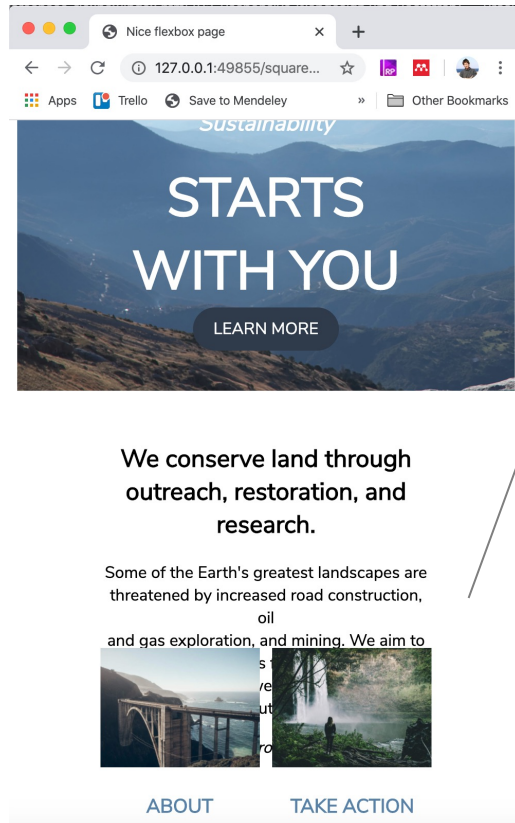 Nice flexbox page
127.0.0.1:49855/square...
RP
Apps Trello Save to Mendeley » Other Bookmarks
Sustainability
STARTS
WITH YOU
LEARN MORE
We conserve land through
outreach, restoration, and
research.
Some of the Earth's greatest landscapes are
threatened by increased road construction,
oil
and gas exploration, and mining. We aim to
ABOUT TAKE ACTION